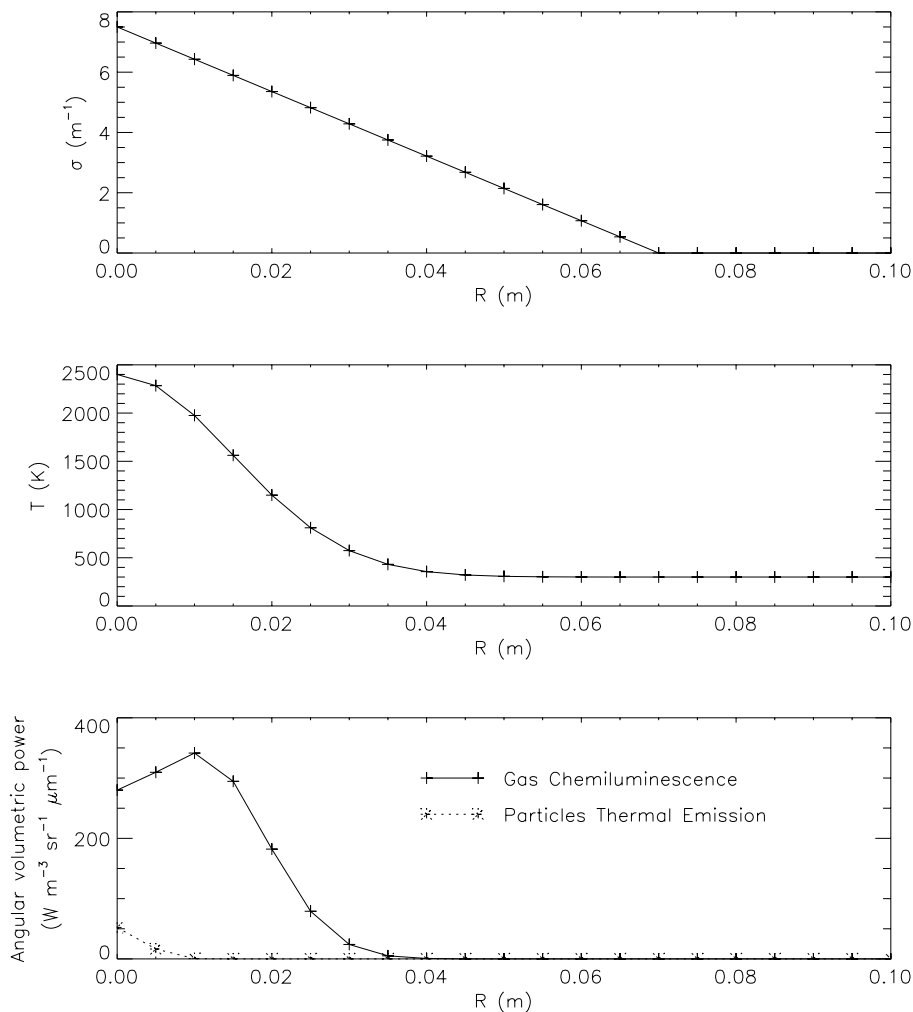 8
6
4
2
0
σ (m⁻¹)
0.00 0.02 0.04 0.06 0.08 0.10
R (m)
2500
2000
1500
1000
500
0
T (K)
0.00 0.02 0.04 0.06 0.08 0.10
R (m)
400
200
0
Angular volumetric power
(W m⁻³ sr⁻¹ μm⁻¹)
Gas Chemiluminescence
Particles Thermal Emission
0.00 0.02 0.04 0.06 0.08 0.10
R (m)